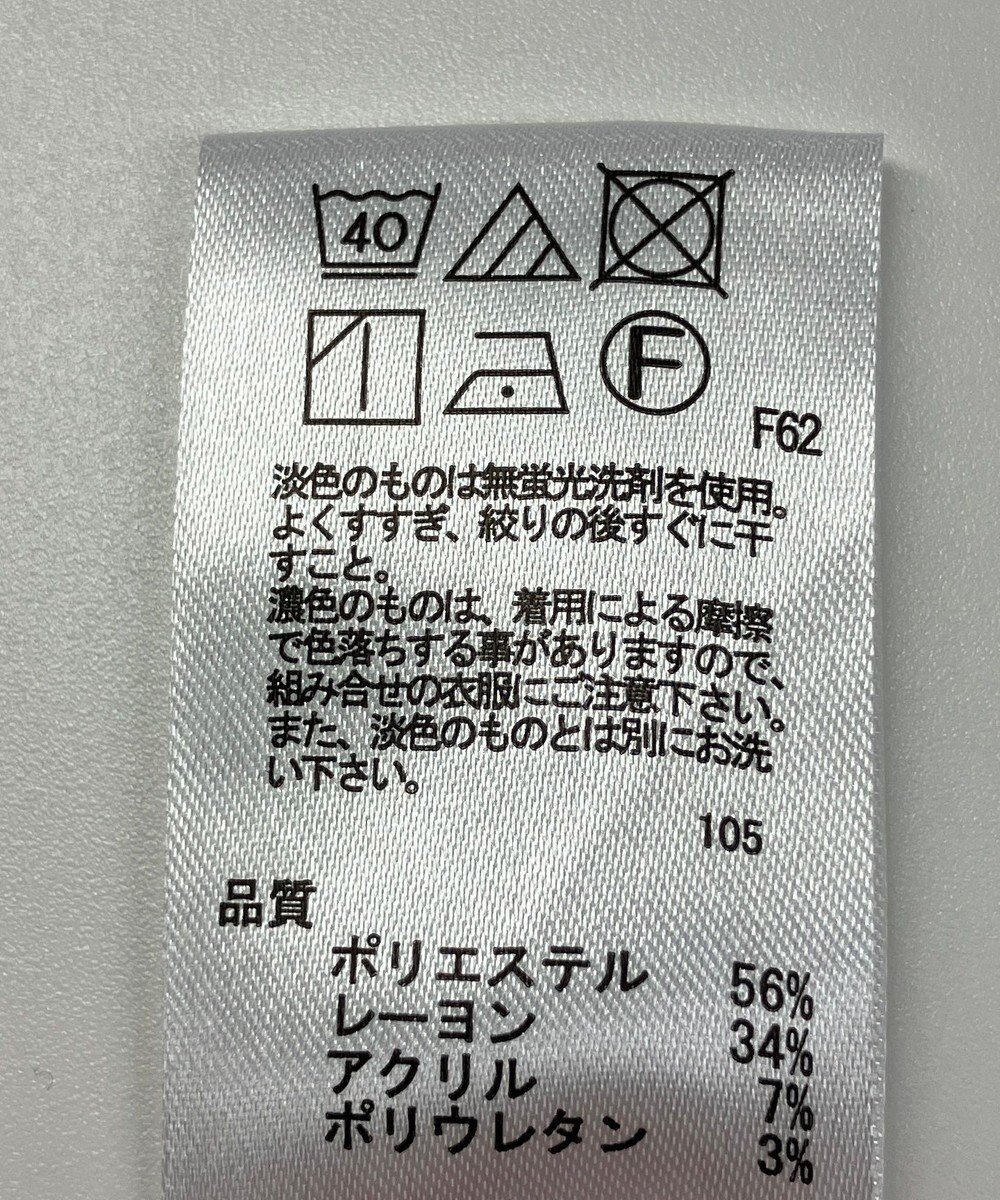 40
F
F62
淡色のものは無蛍光洗剤を使用。
よくすすぎ、絞りの後すぐに干
すこと。
濃色のものは、着用による摩擦
で色落ちする事がありますので、
組み合せの衣服にご注意下さい。
また、淡色のものとは別にお洗
い下さい。
105
品質
ポリエステル 56%
レーヨン 34%
アクリル 7%
ポリウレタン 3%